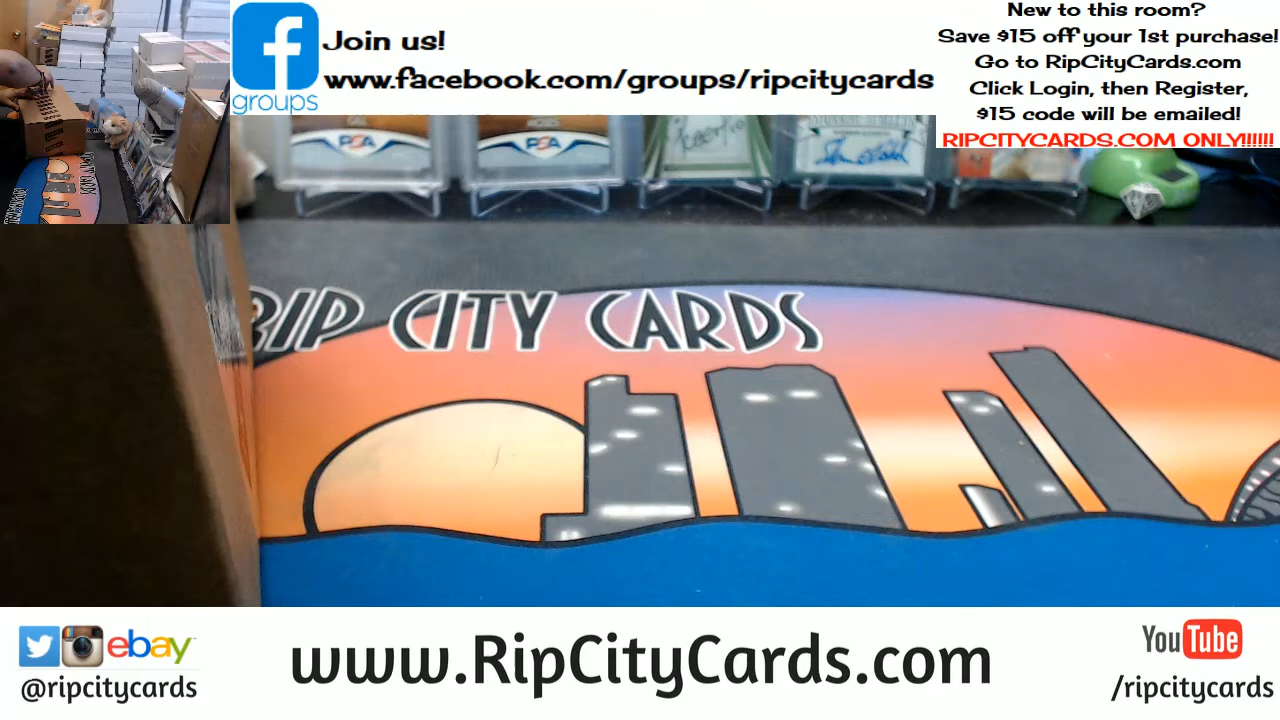 groups
Join us!
www.facebook.com/groups/ripcitycards
New to this room?
Save $15 off your 1st purchase!
Go to RipCityCards.com
Click Login, then Register,
$15 code will be emailed!
RIPCITYCARDS.COM ONLY!!!!!!
PSA
PSA
RIP CITY CARDS
ebay
@ripcitycards
www.RipCityCards.com
YouTube
/ripcitycards